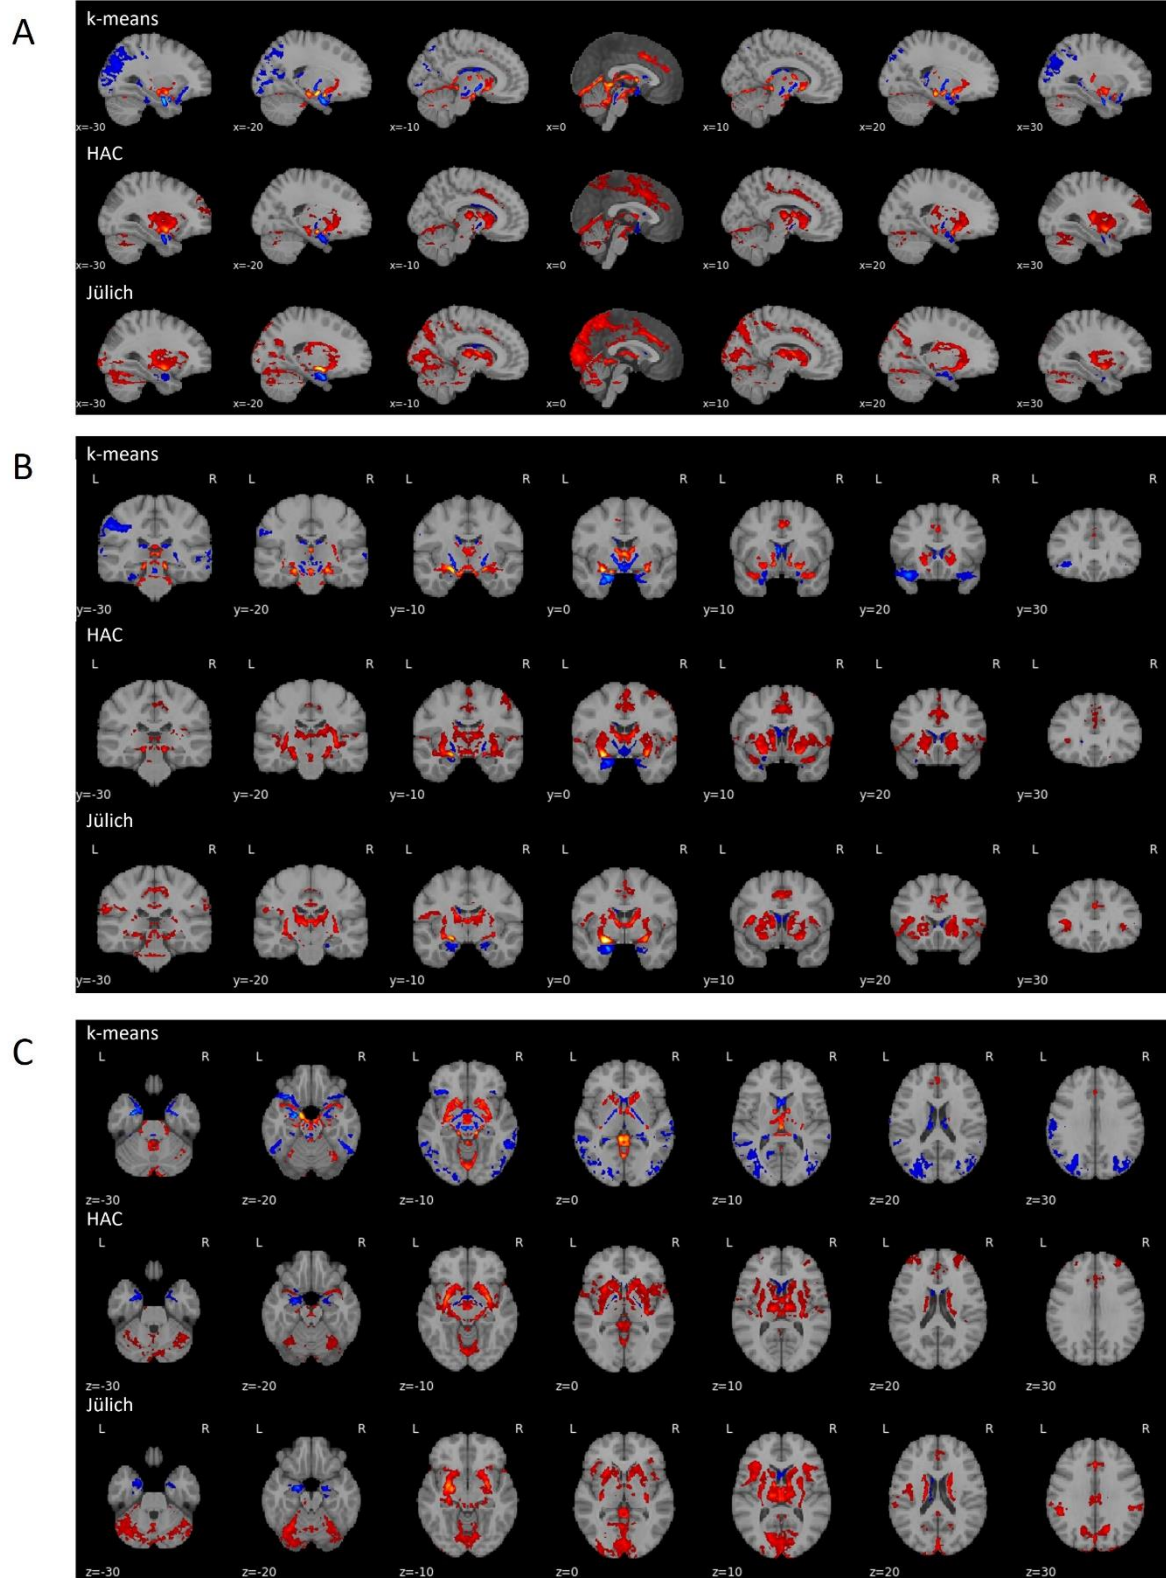 A
k-means
x=-30 x=-20 x=-10 x=0 x=10 x=20 x=30
HAC
x=-30 x=-20 x=-10 x=0 x=10 x=20 x=30
Jülich
x=-30 x=-20 x=-10 x=0 x=10 x=20 x=30
B
k-means
L R L R L R L R L R L R L R
y=-30 y=-20 y=-10 y=0 y=10 y=20 y=30
HAC
L R L R L R L R L R L R L R
y=-30 y=-20 y=-10 y=0 y=10 y=20 y=30
Jülich
L R L R L R L R L R L R L R
y=-30 y=-20 y=-10 y=0 y=10 y=20 y=30
C
k-means
L R L R L R L R L R L R L R
z=-30 z=-20 z=-10 z=0 z=10 z=20 z=30
HAC
L R L R L R L R L R L R L R
z=-30 z=-20 z=-10 z=0 z=10 z=20 z=30
Jülich
L R L R L R L R L R L R L R
z=-30 z=-20 z=-10 z=0 z=10 z=20 z=30